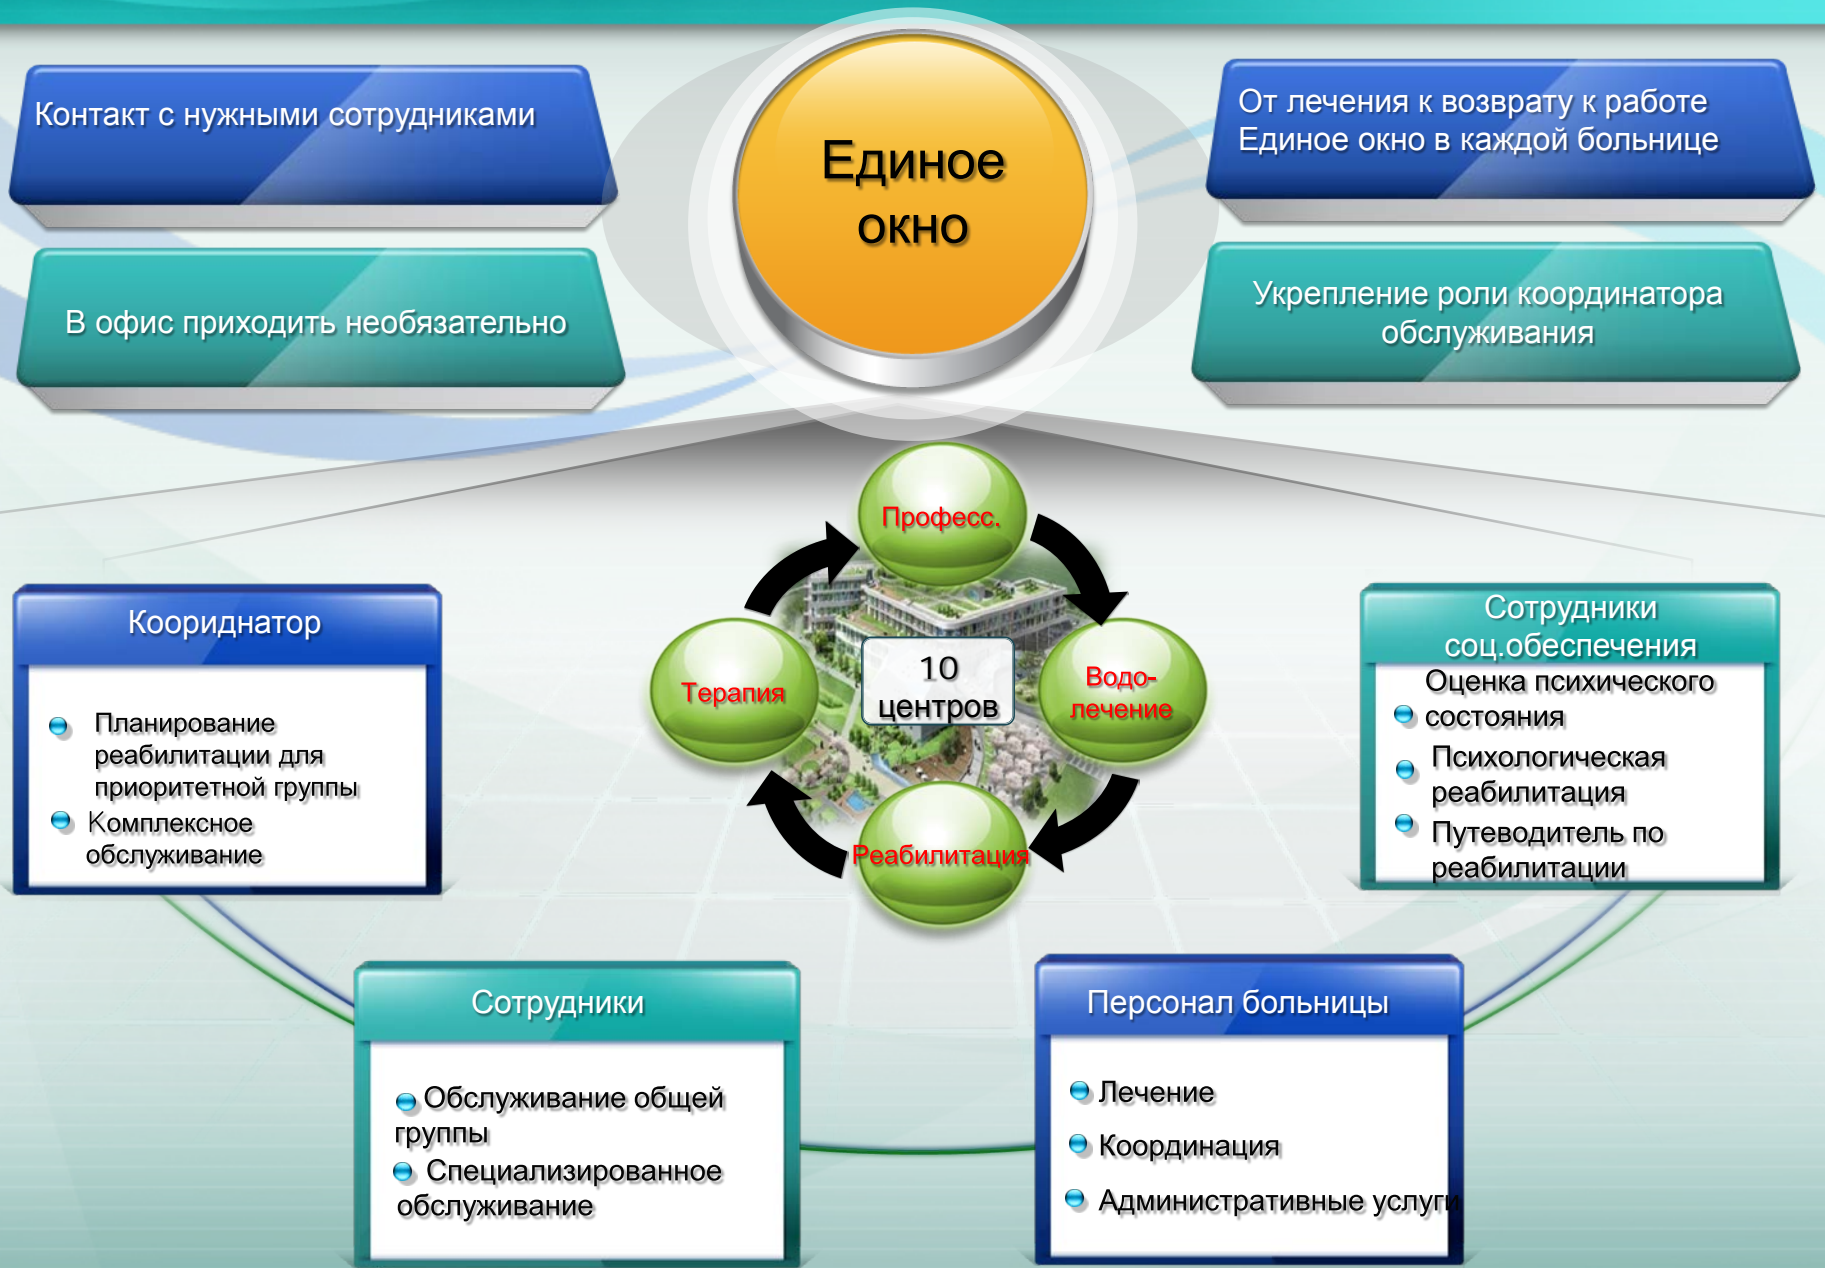 Контакт с нужными сотрудниками
В офис приходить необязательно
Единое
окно
От лечения к возврату к работе
Единое окно в каждой больнице
Укрепление роли координатора
обслуживания
Професс.
Терапия
10
центров
Водо-
лечение
Реабилитация
Коориднатор
Планирование
реабилитации для
приоритетной группы
Комплексное
обслуживание
Сотрудники
соц.обеспечения
Оценка психического
состояния
Психологическая
реабилитация
Путеводитель по
реабилитации
Сотрудники
Обслуживание общей
группы
Специализированное
обслуживание
Персонал больницы
Лечение
Координация
Административные услуги